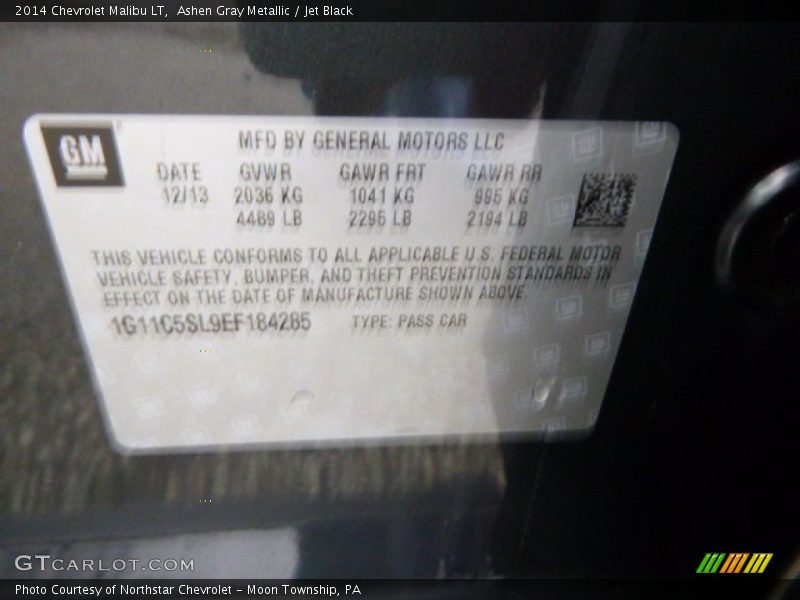 2014 Chevrolet Malibu LT, Ashen Gray Metallic / Jet Black
GM
MFD BY GENERAL MOTORS LLC
DATE GVWR GAWR FRT GAWR RR
12/13 2036 KG 1041 KG 995 KG
4489 LB 2295 LB 2194 LB
THIS VEHICLE CONFORMS TO ALL APPLICABLE U.S. FEDERAL MOTOR
VEHICLE SAFETY, BUMPER, AND THEFT PREVENTION STANDARDS IN
EFFECT ON THE DATE OF MANUFACTURE SHOWN ABOVE.
1G11C5SL9EF184285 TYPE: PASS CAR
GTCARLOT.COM
Photo Courtesy of Northstar Chevrolet - Moon Township, PA